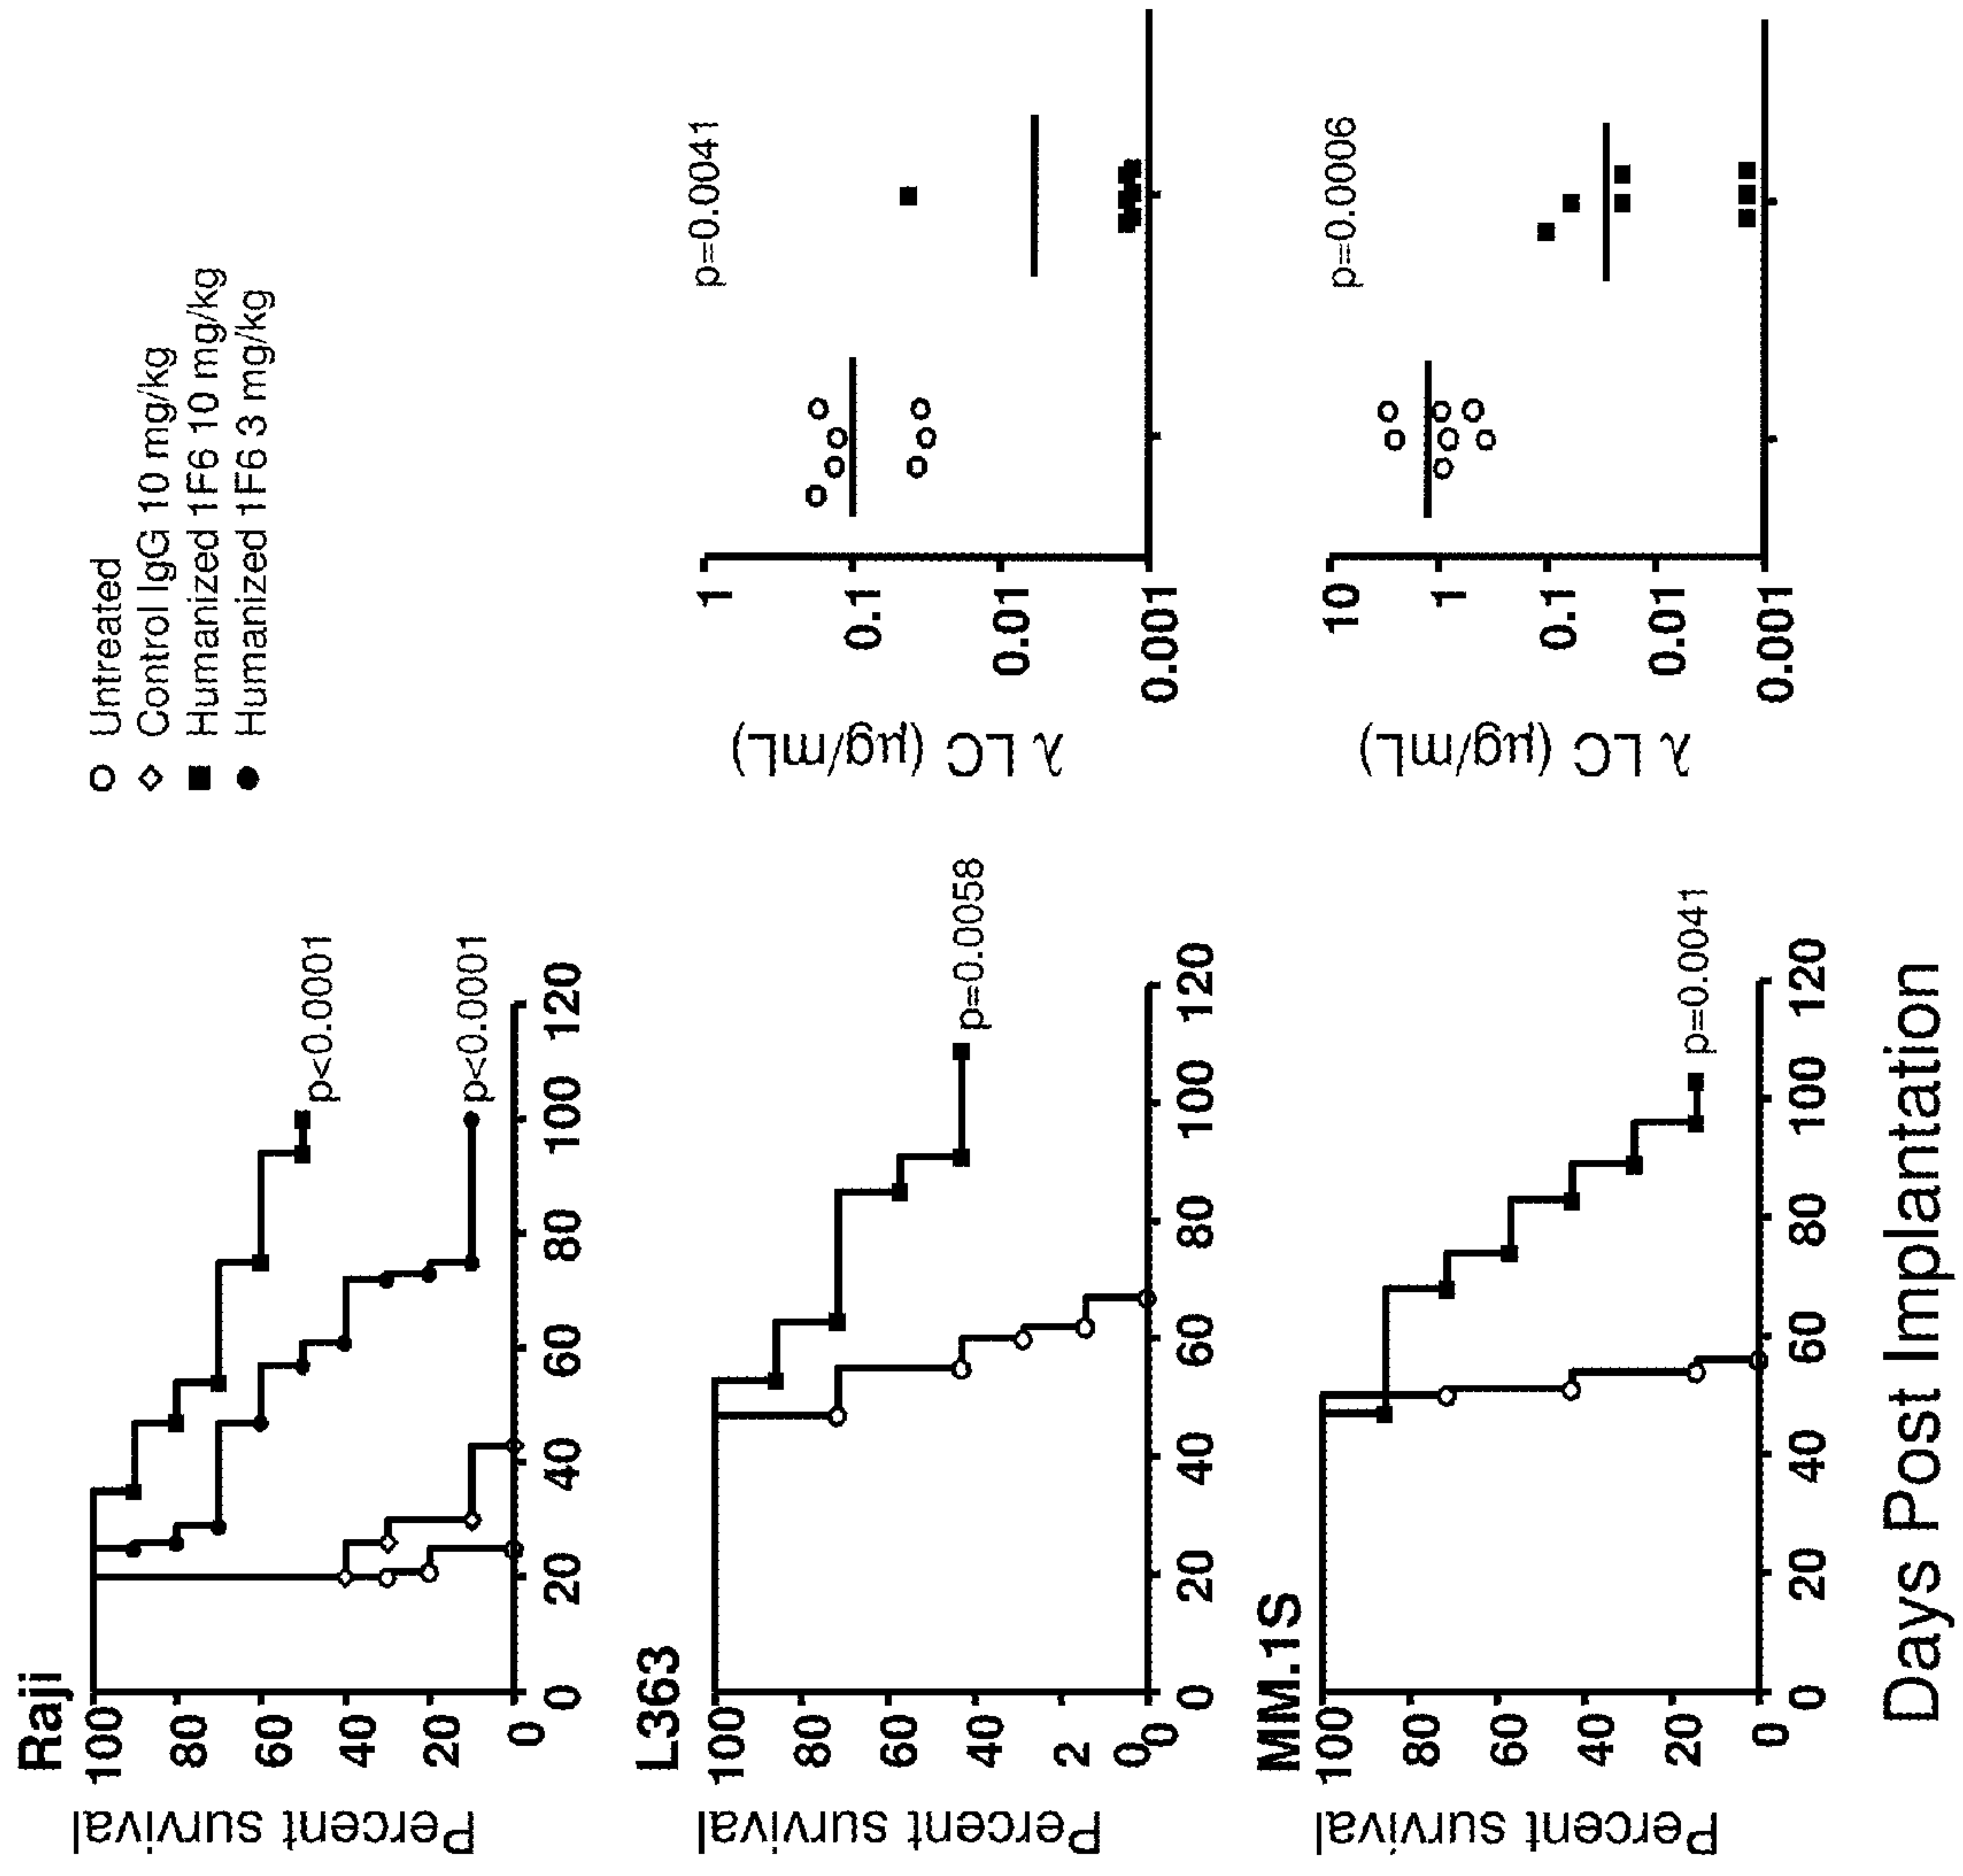 Untreated
Control IgG 10 mg/kg
Humanized 1F6 10 mg/kg
Humanized 1F6 3 mg/kg
Raji
Percent survival
100
80
60
40
20
0
0
20
40
60
80
100
120
p<0.0001
p<0.0001
L363
Percent survival
100
80
60
40
2
0
0
20
40
60
80
100
120
p=0.0058
λ LC (µg/mL)
1
0.1
0.01
0.001
p=0.0041
MM.1S
Percent survival
100
80
60
40
20
0
0
20
40
60
80
100
120
p=0.0041
λ LC (µg/mL)
10
1
0.1
0.01
0.001
p=0.0006
Days Post Implantation